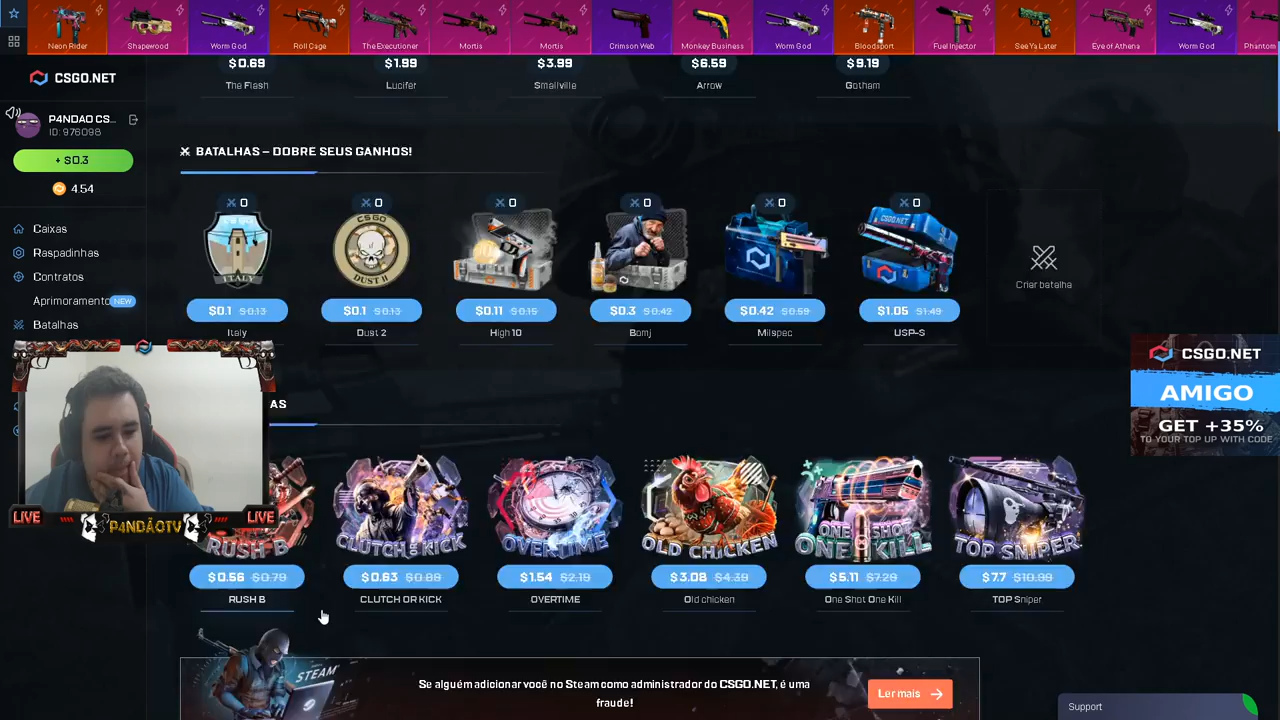 Neon Rider
Shapewood
Worm God
Roll Cage
The Executioner
Mortis
Mortis
Crimson Web
Monkey Business
Worm God
Bloodsport
Fuel Injector
See Ya Later
Eye of Athena
Worm God
Phantom
CSGO.NET
P4NDAO CS...
ID: 976098
+ $0.3
4.54
Caixas
Raspadinhas
Contratos
Aprimoramento NEW
Batalhas
$0.69
$1.99
$3.99
$6.59
$9.19
The Flash
Lucifer
Smallville
Arrow
Gotham
BATALHAS – DOBRE SEUS GANHOS!
0
0
0
0
0
0
ITALY
CSGO
DUST II
CSGO.NET
$0.1 $0.13
$0.1 $0.13
$0.11 $0.15
$0.3 $0.42
$0.42 $0.59
$1.05 $1.49
Italy
Dust 2
High 10
Bomj
Milspec
USP-S
Criar batalha
CSGO.NET
AMIGO
GET +35%
TO YOUR TOP UP WITH CODE
AS
LIVE
P4NDÃOTV
LIVE
RUSH B
CLUTCH OR KICK
OVERTIME
OLD CHICKEN
ONE SHOT
ONE KILL
TOP SNIPER
$0.56 $0.79
$0.63 $0.89
$1.54 $2.19
$3.08 $4.39
$5.11 $7.29
$7.7 $10.99
RUSH B
CLUTCH OR KICK
OVERTIME
Old chicken
One Shot One Kill
TOP Sniper
STEAM
Se alguém adicionar você no Steam como administrador do CSGO.NET, é uma
fraude!
Ler mais
Support